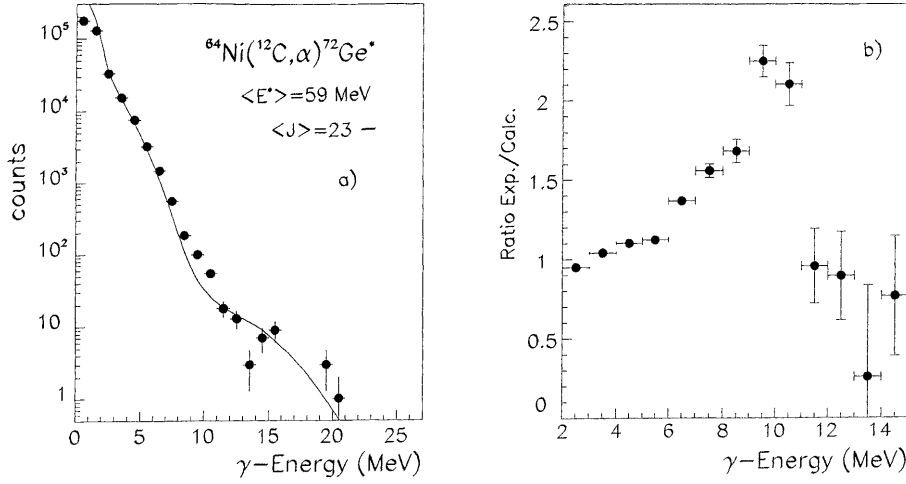 10⁵
10⁴
10³
10²
10
1
counts
⁶⁴Ni(¹²C,α)⁷²Ge*
<E*>=59 MeV
<J>=23 –
a)
0 5 10 15 20 25
γ–Energy (MeV)
2.5
2
1.5
1
0.5
0
Ratio Exp./Calc.
b)
2 4 6 8 10 12 14
γ–Energy (MeV)